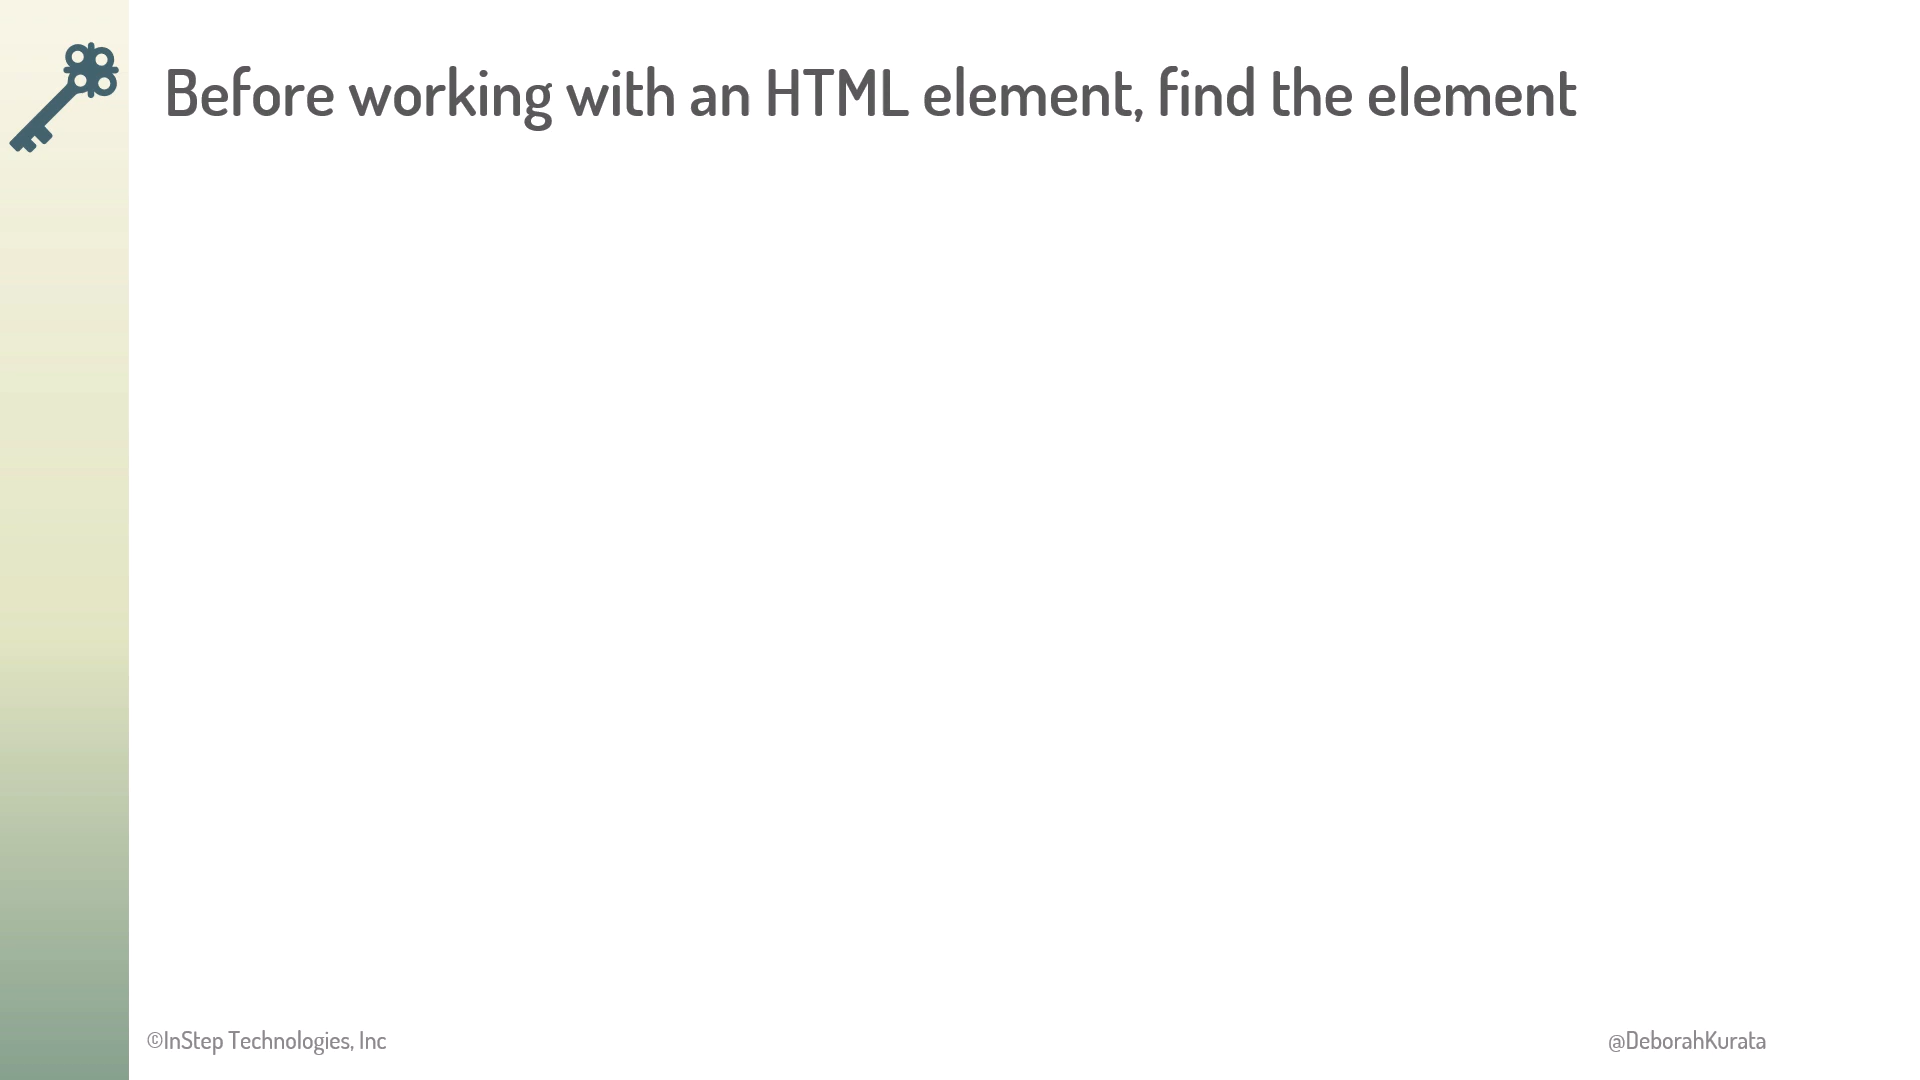 Before working with an HTML element, find the element
©InStep Technologies, Inc
@DeborahKurata